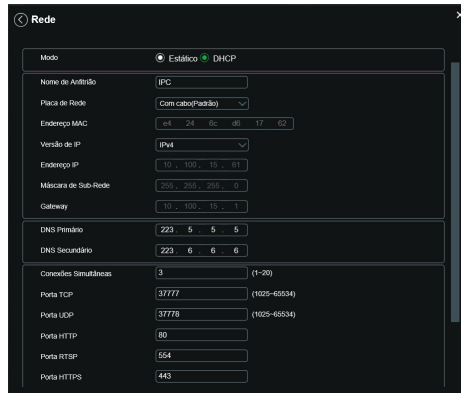 Rede
Modo Estático DHCP
Nome de Anfitrião IPC
Placa de Rede Com cabo(Padrão)
Endereço MAC e4 24 6c d6 17 62
Versão de IP IPv4
Endereço IP 10 . 100 . 15 . 61
Máscara de Sub-Rede 255 . 255 . 255 . 0
Gateway 10 . 100 . 15 . 1
DNS Primário 223 . 5 . 5 . 5
DNS Secundário 223 . 6 . 6 . 6
Conexões Simultâneas 3 (1~20)
Porta TCP 37777 (1025~65534)
Porta UDP 37778 (1025~65534)
Porta HTTP 80
Porta RTSP 554
Porta HTTPS 443